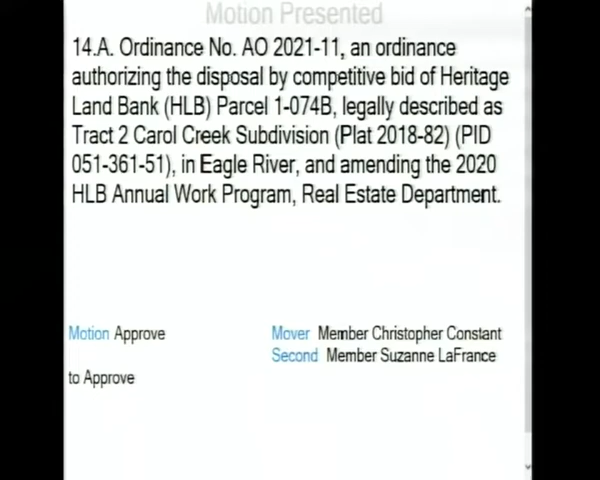 Motion Presented
14.A. Ordinance No. AO 2021-11, an ordinance
authorizing the disposal by competitive bid of Heritage
Land Bank (HLB) Parcel 1-074B, legally described as
Tract 2 Carol Creek Subdivision (Plat 2018-82) (PID
051-361-51), in Eagle River, and amending the 2020
HLB Annual Work Program, Real Estate Department.
Motion Approve Mover Member Christopher Constant
Second Member Suzanne LaFrance
to Approve